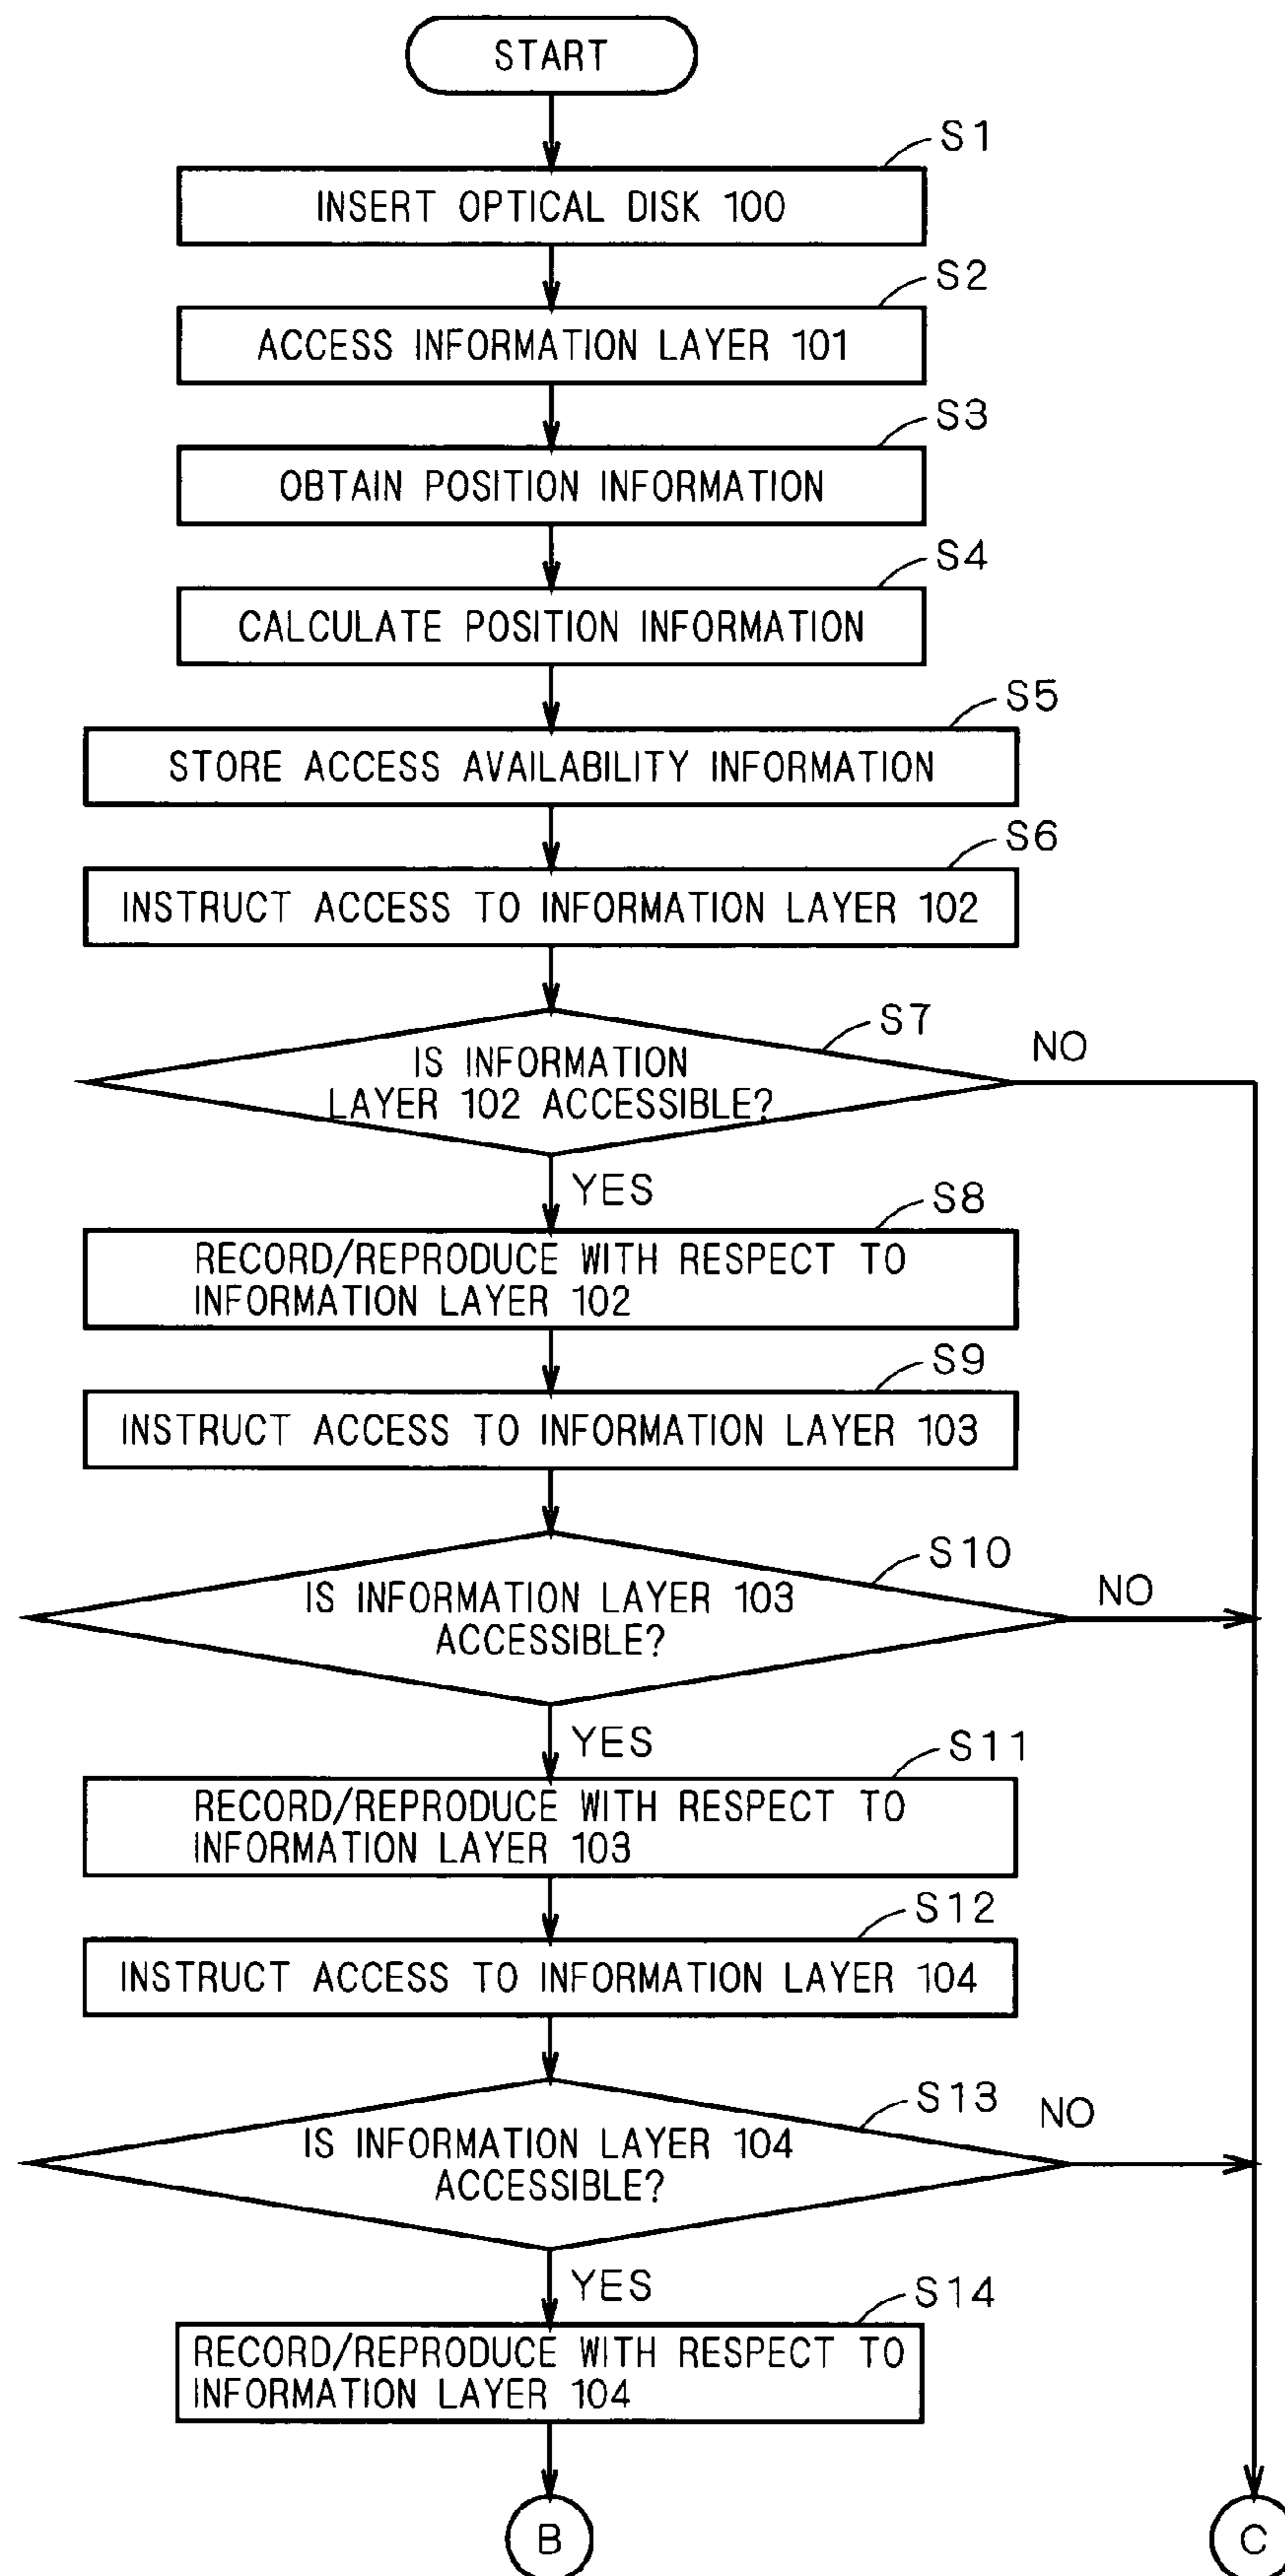 START
S1
INSERT OPTICAL DISK 100
S2
ACCESS INFORMATION LAYER 101
S3
OBTAIN POSITION INFORMATION
S4
CALCULATE POSITION INFORMATION
S5
STORE ACCESS AVAILABILITY INFORMATION
S6
INSTRUCT ACCESS TO INFORMATION LAYER 102
S7
NO
IS INFORMATION
LAYER 102 ACCESSIBLE?
YES
S8
RECORD/REPRODUCE WITH RESPECT TO
INFORMATION LAYER 102
S9
INSTRUCT ACCESS TO INFORMATION LAYER 103
S10
NO
IS INFORMATION LAYER 103
ACCESSIBLE?
YES
S11
RECORD/REPRODUCE WITH RESPECT TO
INFORMATION LAYER 103
S12
INSTRUCT ACCESS TO INFORMATION LAYER 104
S13
NO
IS INFORMATION LAYER 104
ACCESSIBLE?
YES
S14
RECORD/REPRODUCE WITH RESPECT TO
INFORMATION LAYER 104
B
C